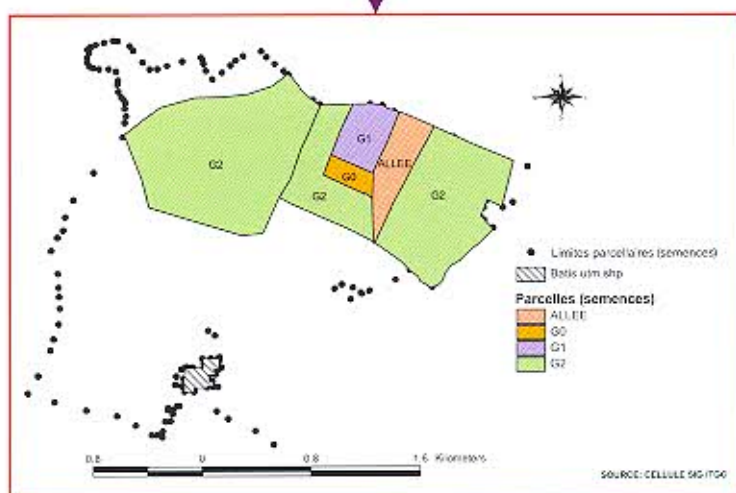 G1
G2
ALLEE
G0
G2
G2
Limites parcellaires (semences)
Batis utm shp
Parcelles (semences)
ALLEE
G0
G1
G2
0.8 0 0.8 1.6 Kilometers
SOURCE: CELLULE SIG ITGC